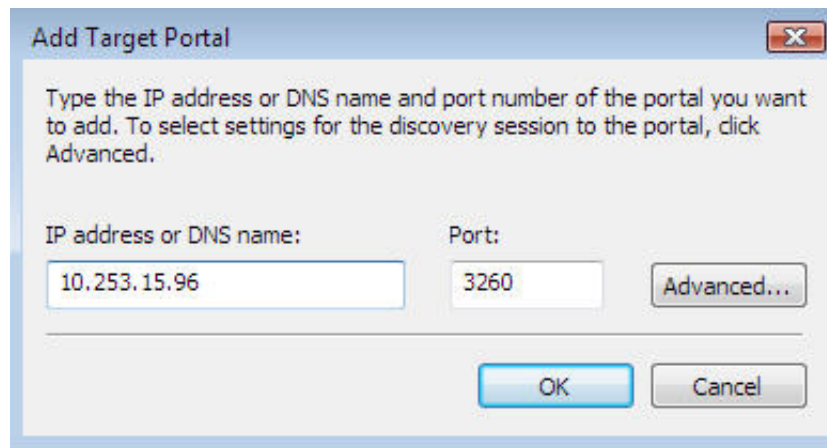 Add Target Portal
Type the IP address or DNS name and port number of the portal you want
to add. To select settings for the discovery session to the portal, click
Advanced.
IP address or DNS name: Port:
10.253.15.96 3260 Advanced...
OK Cancel